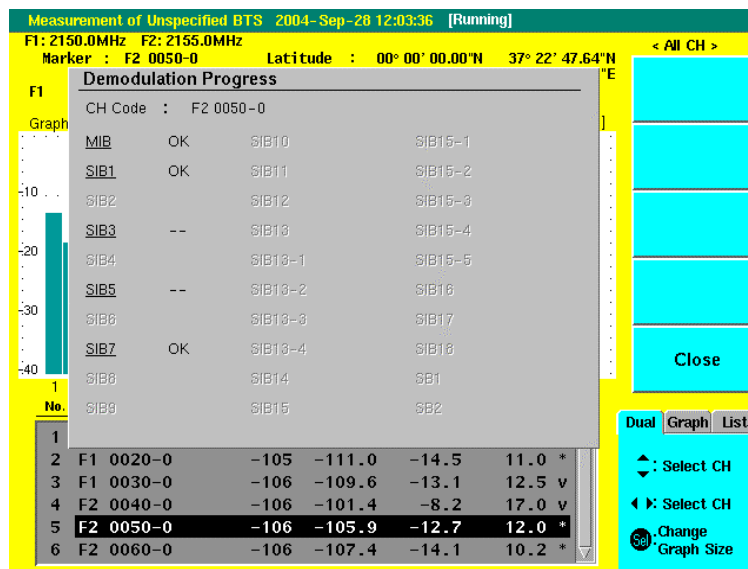 Measurement of Unspecified BTS 2004-Sep-28 12:03:36 [Running]
F1: 2150.0MHz F2: 2155.0MHz
Marker : F2 0050-0 Latitude : 00° 00' 00.00"N 37° 22' 47.64"N
"E
F1
Graph ]
Demodulation Progress
CH Code : F2 0050-0
MIB OK SIB10 SIB15-1
SIB1 OK SIB11 SIB15-2
SIB2 SIB12 SIB15-3
SIB3 -- SIB13 SIB15-4
SIB4 SIB13-1 SIB15-5
SIB5 -- SIB13-2 SIB16
SIB6 SIB13-3 SIB17
SIB7 OK SIB13-4 SIB18
SIB8 SIB14 SB1
SIB9 SIB15 SB2
-10
-20
-30
-40
1
No.
1
2 F1 0020-0 -105 -111.0 -14.5 11.0 *
3 F1 0030-0 -106 -109.6 -13.1 12.5 v
4 F2 0040-0 -106 -101.4 -8.2 17.0 v
5 F2 0050-0 -106 -105.9 -12.7 12.0 *
6 F2 0060-0 -106 -107.4 -14.1 10.2 *
< All CH >
Close
Dual Graph List
: Select CH
: Select CH
Sel : Change
Graph Size